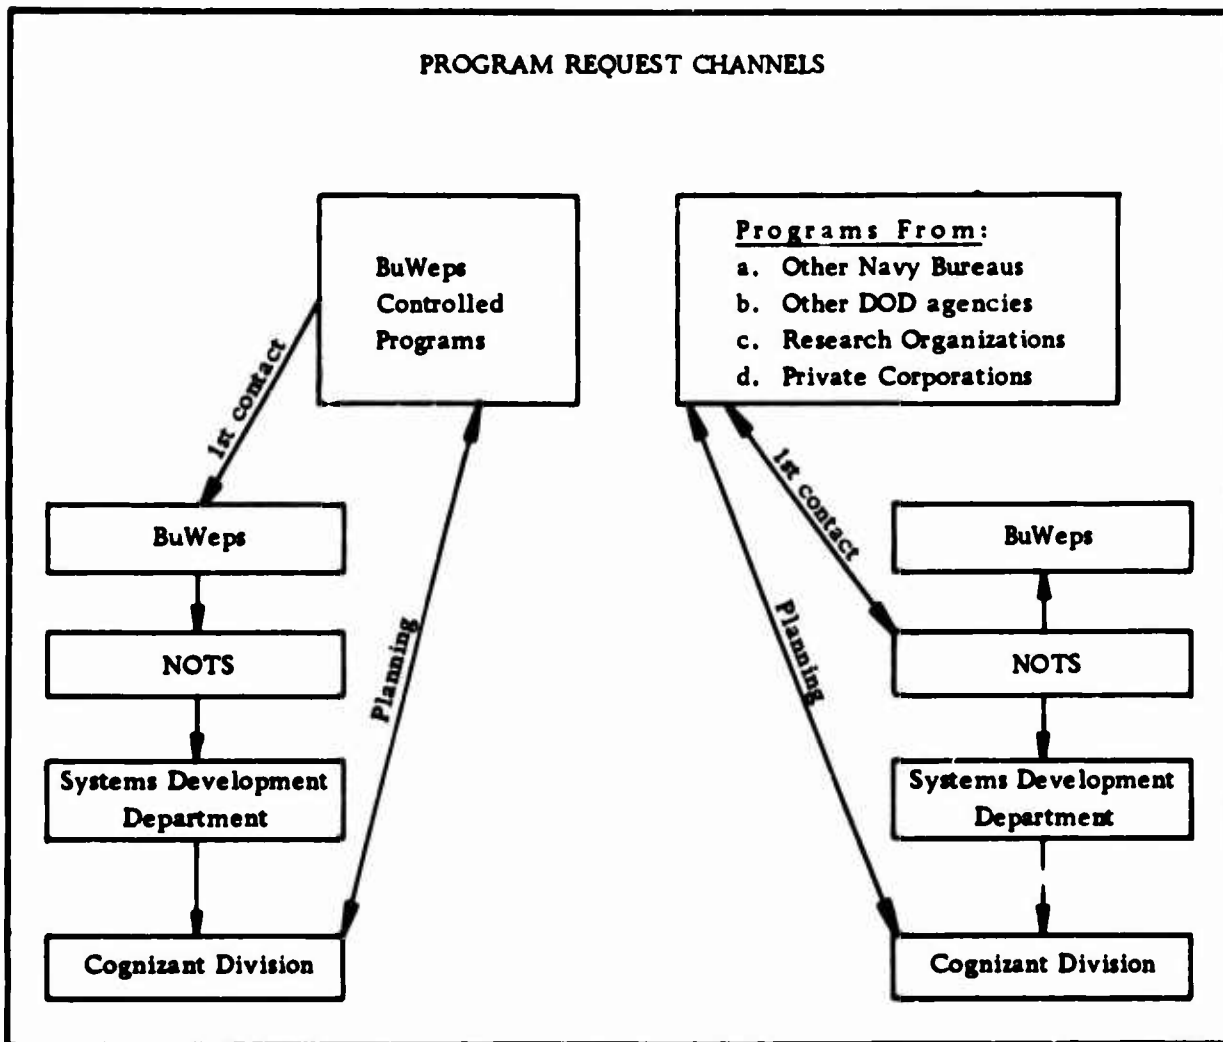 PROGRAM REQUEST CHANNELS
BuWeps
Controlled
Programs
Programs From:
a. Other Navy Bureaus
b. Other DOD agencies
c. Research Organizations
d. Private Corporations
1st contact
Planning
BuWeps
NOTS
Systems Development
Department
Cognizant Division
1st contact
Planning
BuWeps
NOTS
Systems Development
Department
Cognizant Division